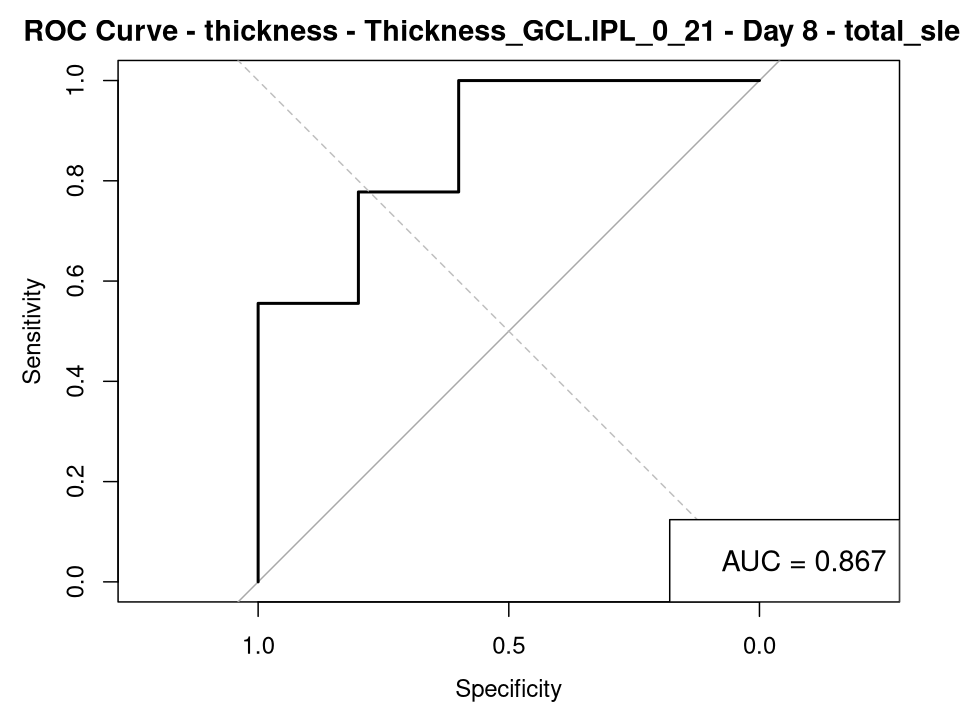 ROC Curve - thickness - Thickness_GCL.IPL_0_21 - Day 8 - total_sle
1.0
0.8
0.6
0.4
0.2
0.0
Sensitivity
AUC = 0.867
1.0 0.5 0.0
Specificity